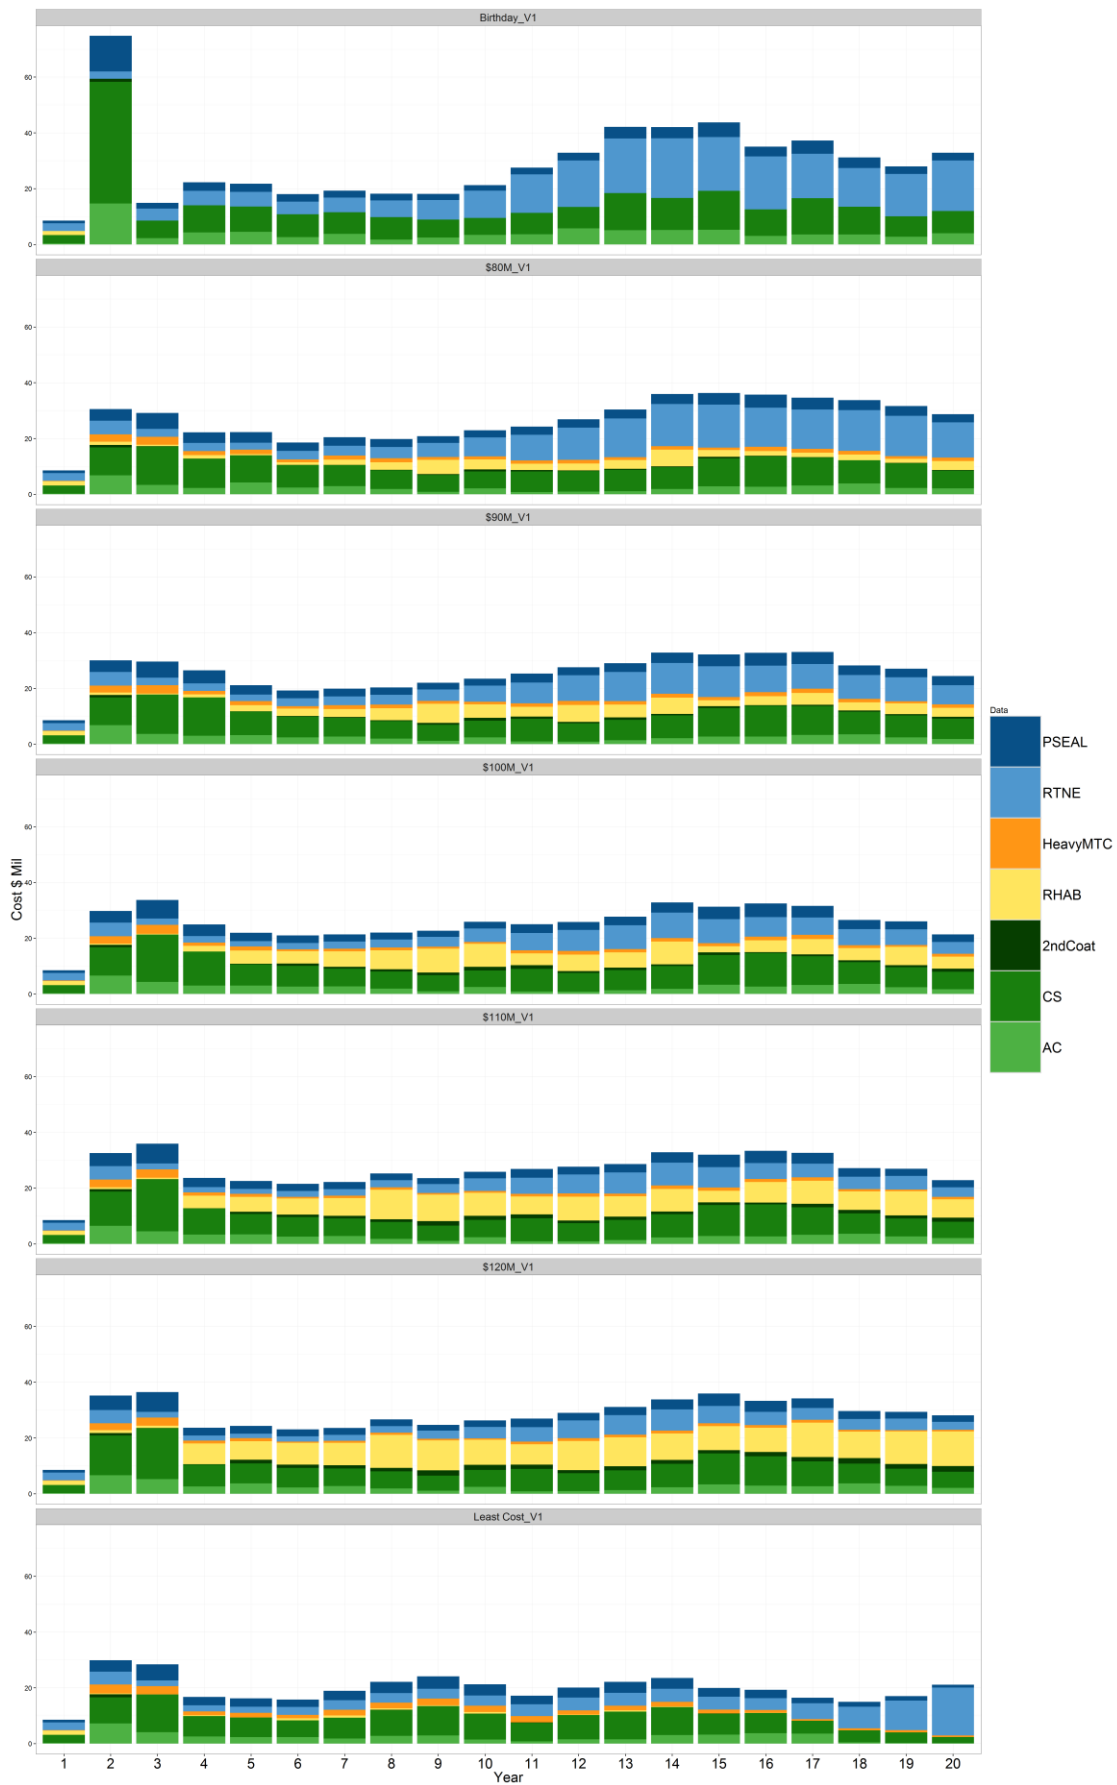 Birthday_V1
60
40
20
0
$80M_V1
60
40
20
0
$90M_V1
60
40
20
0
$100M_V1
60
40
20
0
$110M_V1
60
40
20
0
$120M_V1
60
40
20
0
Least Cost_V1
60
40
20
0
1 2 3 4 5 6 7 8 9 10 11 12 13 14 15 16 17 18 19 20
Year
Cost $ Mil
Data
PSEAL
RTNE
HeavyMTC
RHAB
2ndCoat
CS
AC